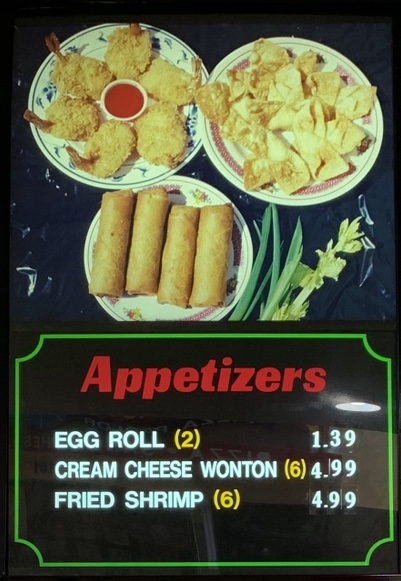 Appetizers
EGG ROLL (2) 1.39
CREAM CHEESE WONTON (6) 4.99
FRIED SHRIMP (6) 4.99